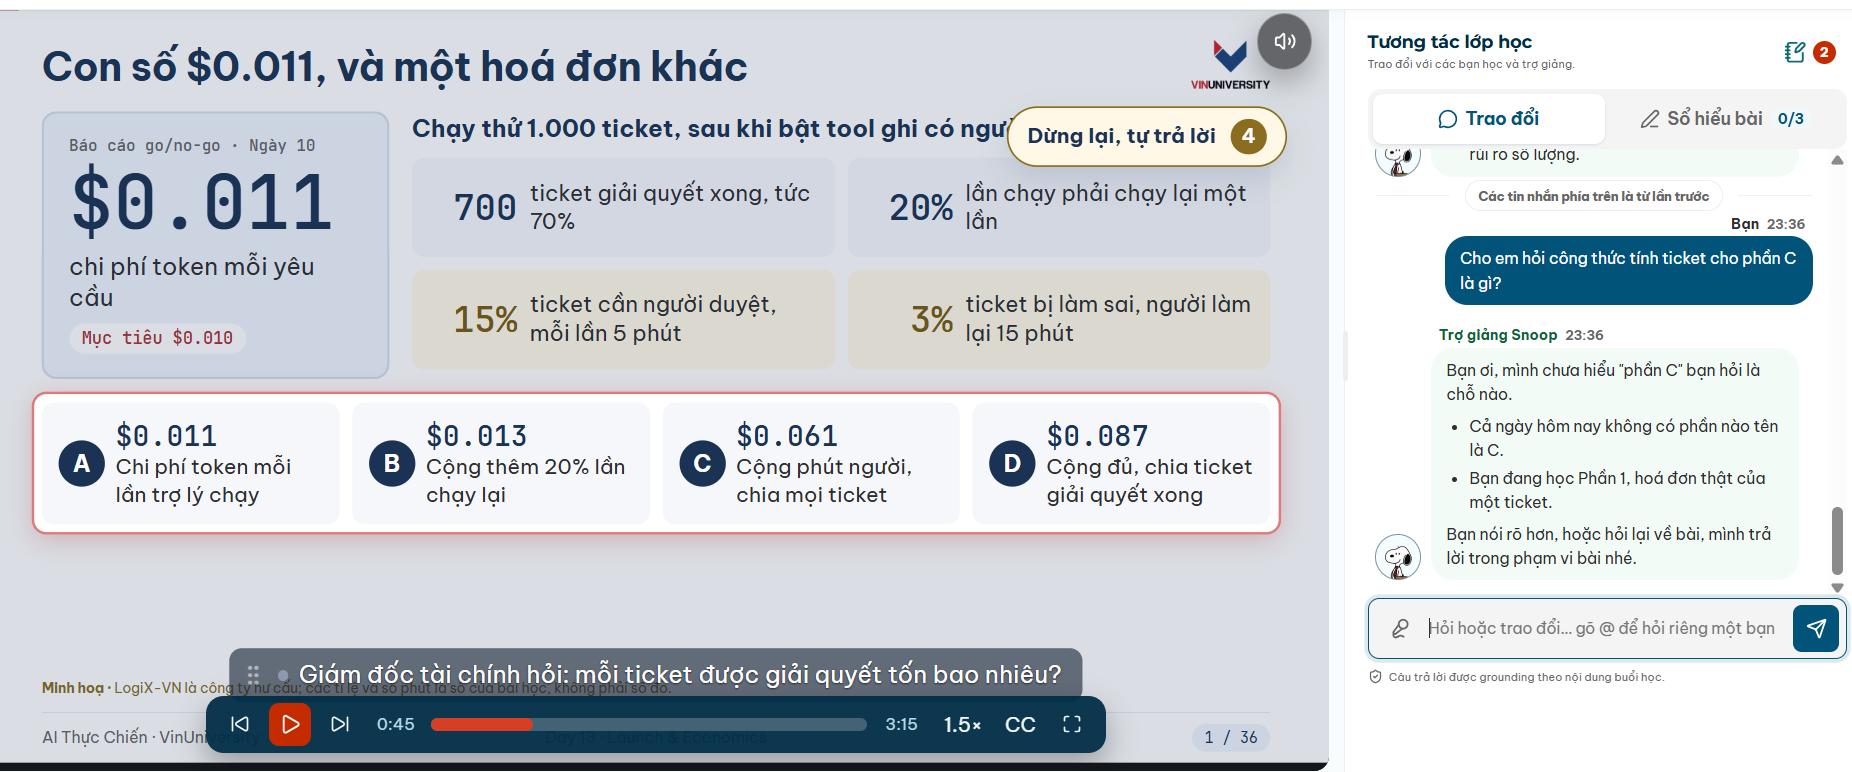 Con số $0.011, và một hoá đơn khác
VINUNIVERSITY
Báo cáo go/no-go · Ngày 10
$0.011
chi phí token mỗi yêu
cầu
Mục tiêu $0.010
Chạy thử 1.000 ticket, sau khi bật tool ghi có
Dừng lại, tự trả lời 4
700 ticket giải quyết xong, tức
70%
20% lần chạy phải chạy lại một
lần
15% ticket cần người duyệt,
mỗi lần 5 phút
3% ticket bị làm sai, người làm
lại 15 phút
A $0.011
Chi phí token mỗi
lần trợ lý chạy
B $0.013
Cộng thêm 20% lần
chạy lại
C $0.061
Cộng phút người,
chia mọi ticket
D $0.087
Cộng đủ, chia ticket
giải quyết xong
Giám đốc tài chính hỏi: mỗi ticket được giải quyết tốn bao nhiêu?
Minh hoạ · LogiX-VN là công ty hư cấu; các tỉ lệ và số phút là số của bài học, không phải số đo.
0:45
3:15
1.5×
CC
AI Thực Chiến · VinUniversity
Day 13 · Launch & Economics
1 / 36
Tương tác lớp học
Trao đổi với các bạn học và trợ giảng.
2
Trao đổi
Sổ hiểu bài 0/3
rủi ro số lượng.
Các tin nhắn phía trên là từ lần trước
Bạn 23:36
Cho em hỏi công thức tính ticket cho phần C
là gì?
Trợ giảng Snoop 23:36
Bạn ơi, mình chưa hiểu "phần C" bạn hỏi là
chỗ nào.
• Cả ngày hôm nay không có phần nào tên
là C.
• Bạn đang học Phần 1, hoá đơn thật của
một ticket.
Bạn nói rõ hơn, hoặc hỏi lại về bài, mình trả
lời trong phạm vi bài nhé.
Hỏi hoặc trao đổi... gõ @ để hỏi riêng một bạn
Câu trả lời được grounding theo nội dung buổi học.